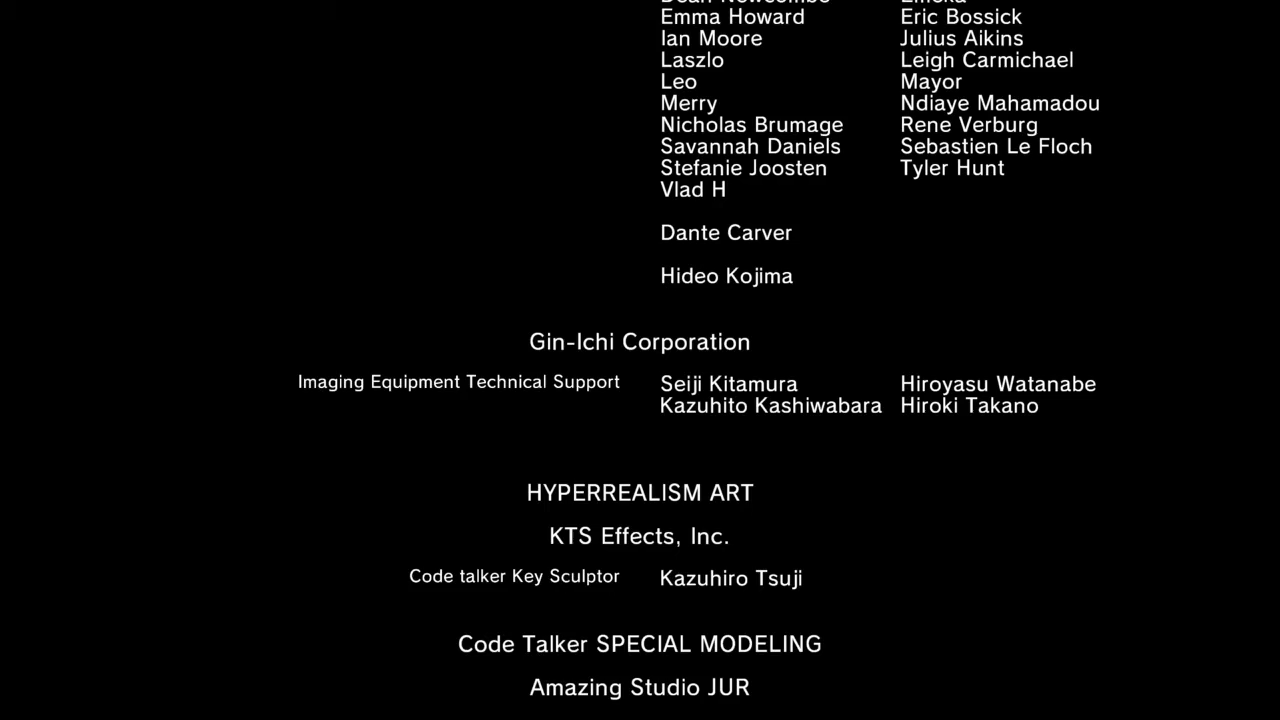 Emma Howard Eric Bossick
Ian Moore Julius Aikins
Laszlo Leigh Carmichael
Leo Mayor
Merry Ndiaye Mahamadou
Nicholas Brumage Rene Verburg
Savannah Daniels Sebastien Le Floch
Stefanie Joosten Tyler Hunt
Vlad H
Dante Carver
Hideo Kojima
Gin-Ichi Corporation
Imaging Equipment Technical Support Seiji Kitamura Hiroyasu Watanabe
Kazuhito Kashiwabara Hiroki Takano
HYPERREALISM ART
KTS Effects, Inc.
Code talker Key Sculptor Kazuhiro Tsuji
Code Talker SPECIAL MODELING
Amazing Studio JUR